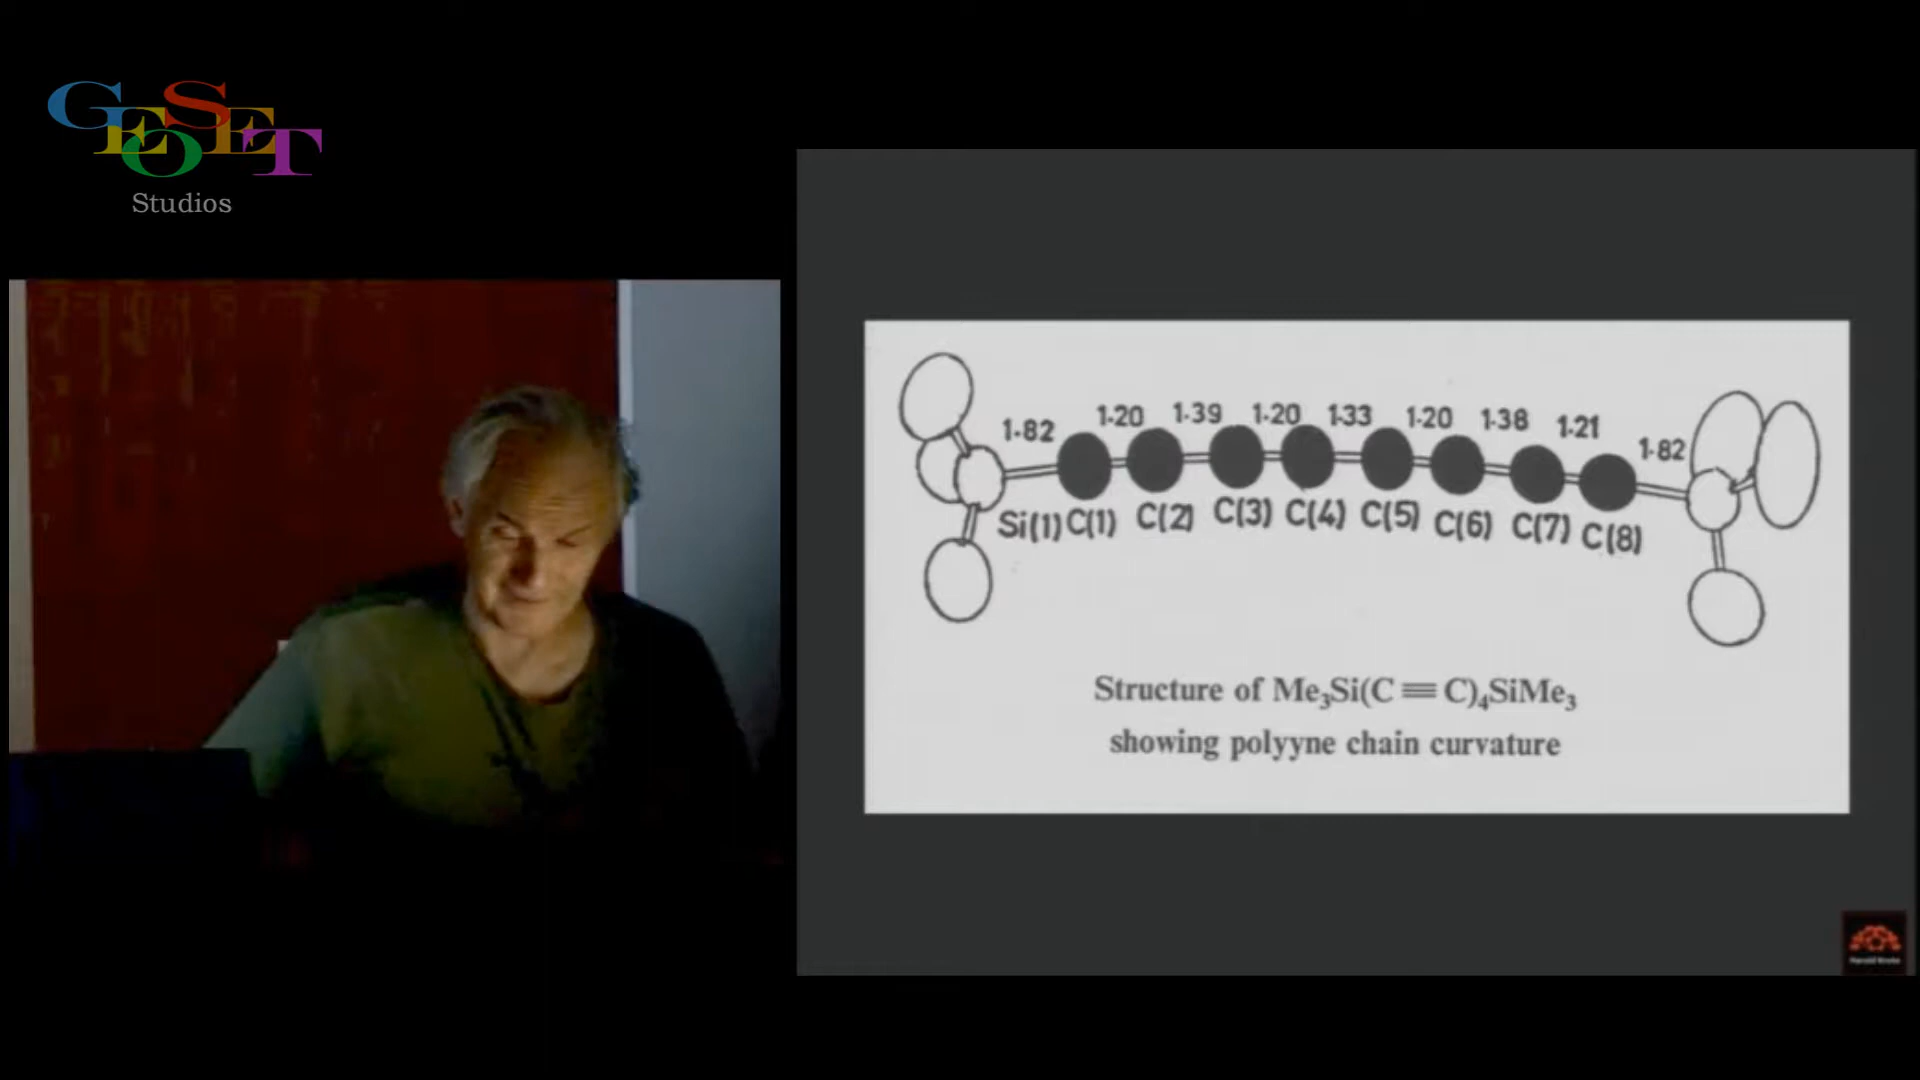 GEOSET
Studios
1·82 1·20 1·39 1·20 1·33 1·20 1·38 1·21 1·82
Si(1) C(1) C(2) C(3) C(4) C(5) C(6) C(7) C(8)
Structure of Me₃Si(C≡C)₄SiMe₃
showing polyyne chain curvature
Harold Kroto